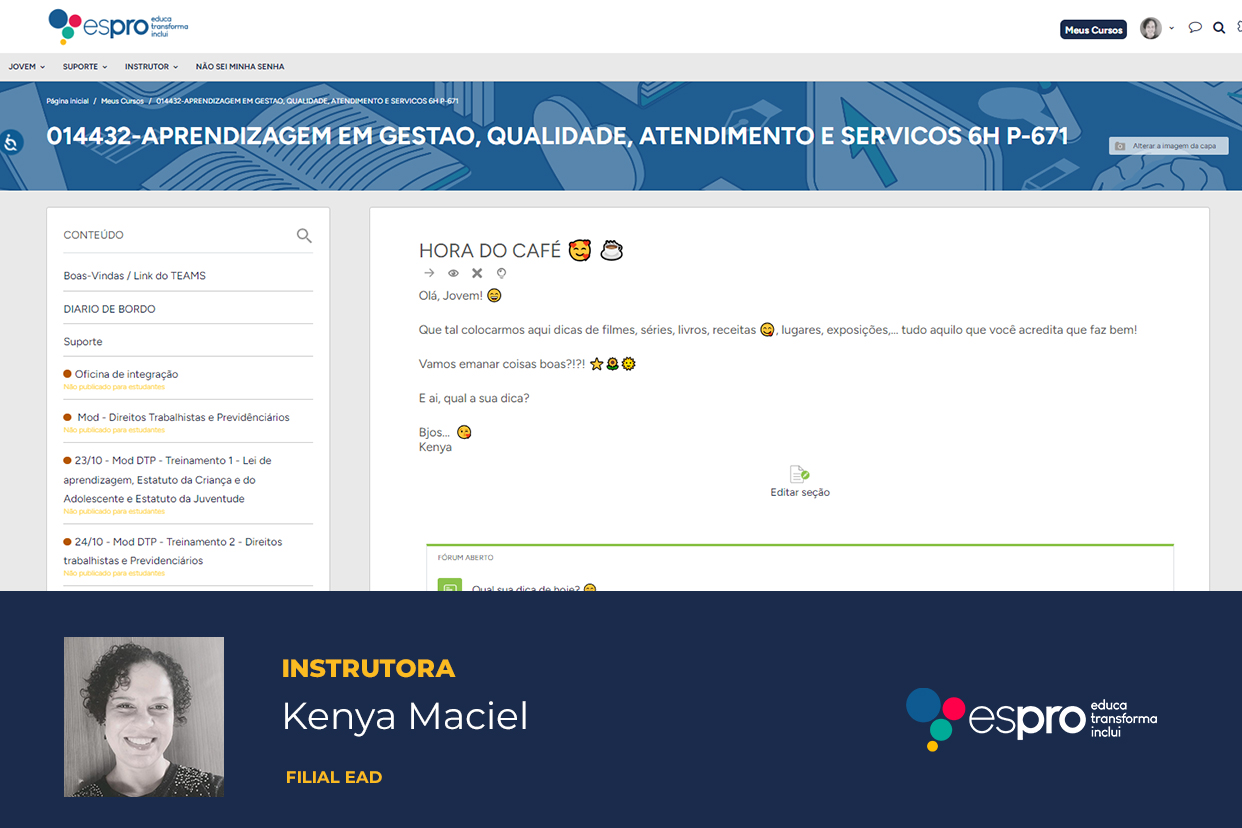 espro educa
transforma
inclui
Meus Cursos
JOVEM SUPORTE INSTRUTOR NÃO SEI MINHA SENHA
Página inicial / Meus Cursos / 014432-APRENDIZAGEM EM GESTAO, QUALIDADE, ATENDIMENTO E SERVICOS 6H P-671
014432-APRENDIZAGEM EM GESTAO, QUALIDADE, ATENDIMENTO E SERVICOS 6H P-671
Alterar a imagem da capa
CONTEÚDO
Boas-Vindas / Link do TEAMS
DIARIO DE BORDO
Suporte
Oficina de integração
Não publicado para estudantes
Mod - Direitos Trabalhistas e Previdênciários
Não publicado para estudantes
23/10 - Mod DTP - Treinamento 1 - Lei de
aprendizagem, Estatuto da Criança e do
Adolescente e Estatuto da Juventude
Não publicado para estudantes
24/10 - Mod DTP - Treinamento 2 - Direitos
trabalhistas e Previdenciários
Não publicado para estudantes
HORA DO CAFÉ 🥰 ☕
Olá, Jovem! 😄
Que tal colocarmos aqui dicas de filmes, séries, livros, receitas 😋, lugares, exposições,... tudo aquilo que você acredita que faz bem!
Vamos emanar coisas boas?!?! ⭐🌻🌞
E ai, qual a sua dica?
Bjos... 😘
Kenya
Editar seção
FÓRUM ABERTO
Qual sua dica de hoje? 😊
INSTRUTORA
Kenya Maciel
FILIAL EAD
espro educa
transforma
inclui